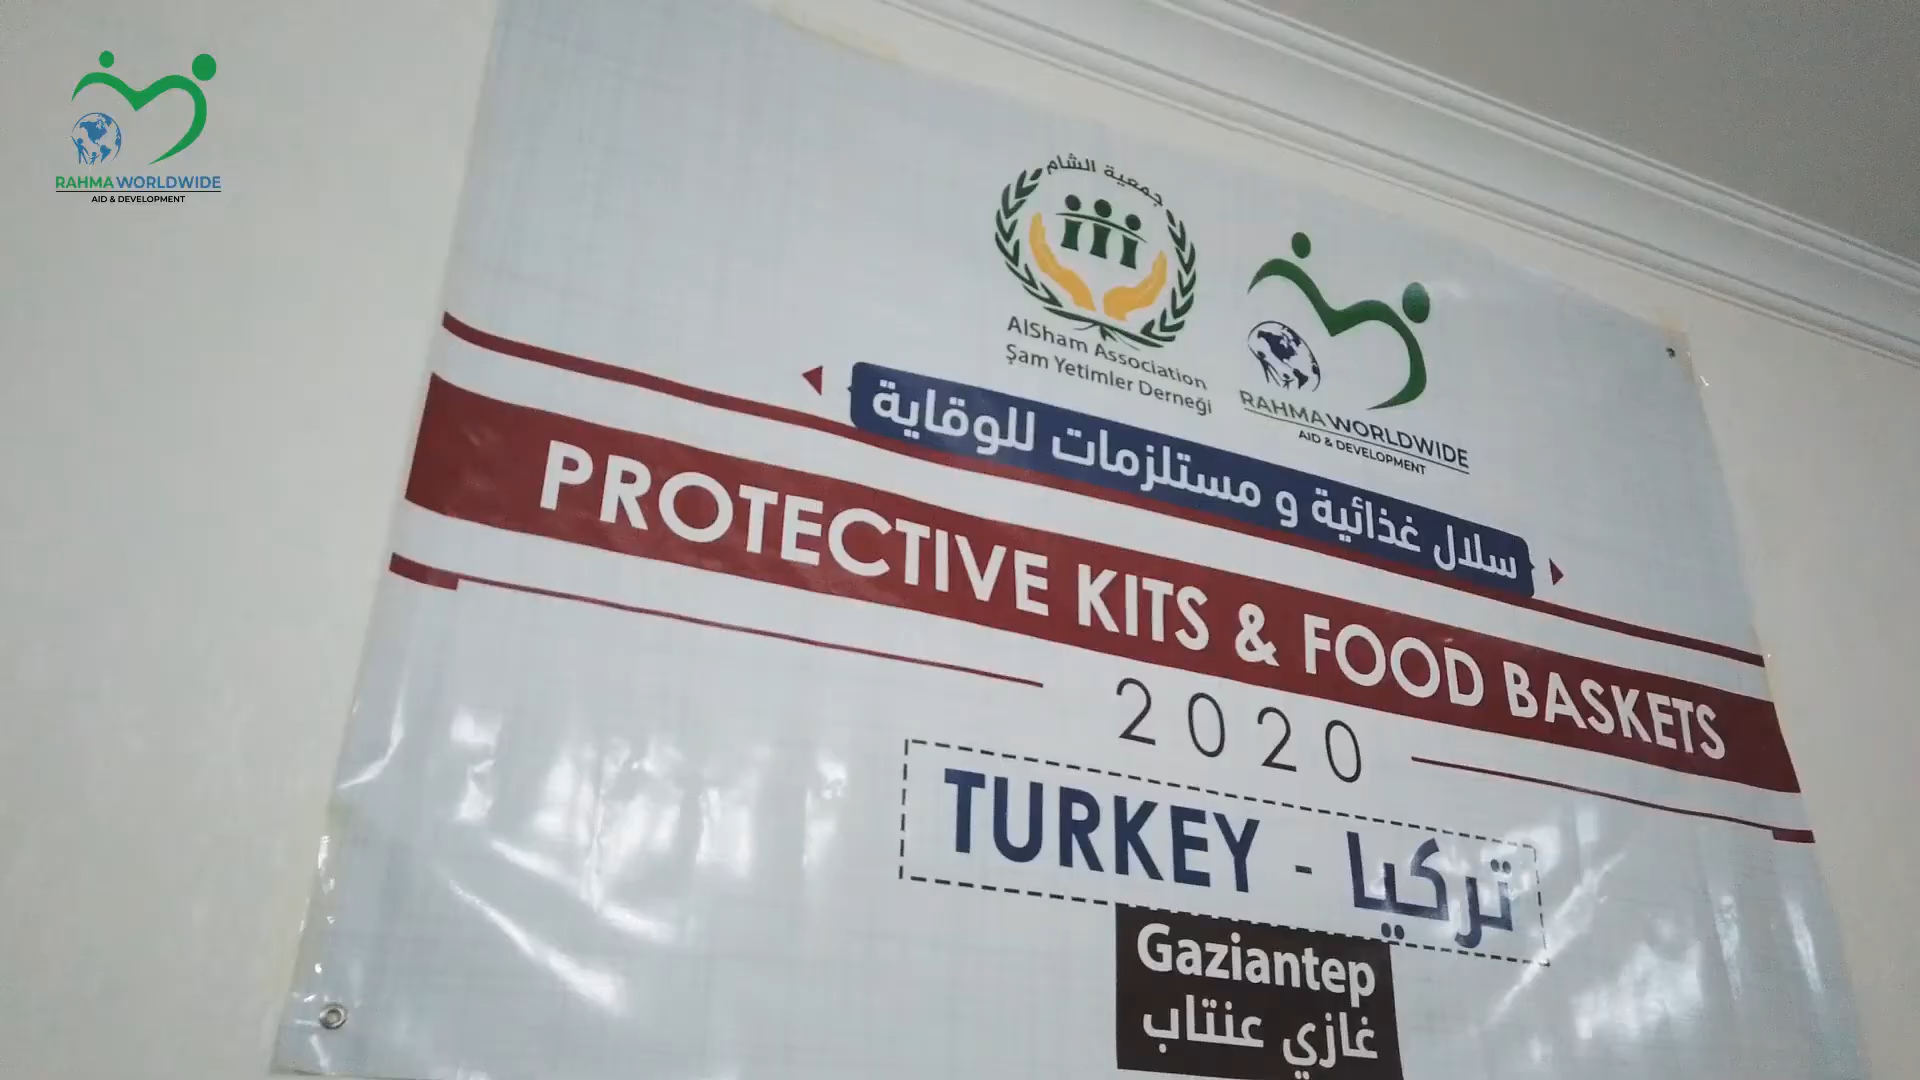 RAHMA WORLDWIDE
AID & DEVELOPMENT
جمعية الشام
AlSham Association
Şam Yetimler Derneği
RAHMA WORLDWIDE
AID & DEVELOPMENT
سلال غذائية و مستلزمات للوقاية
PROTECTIVE KITS & FOOD BASKETS
2020
TURKEY - تركيا
Gaziantep
غازي عنتاب